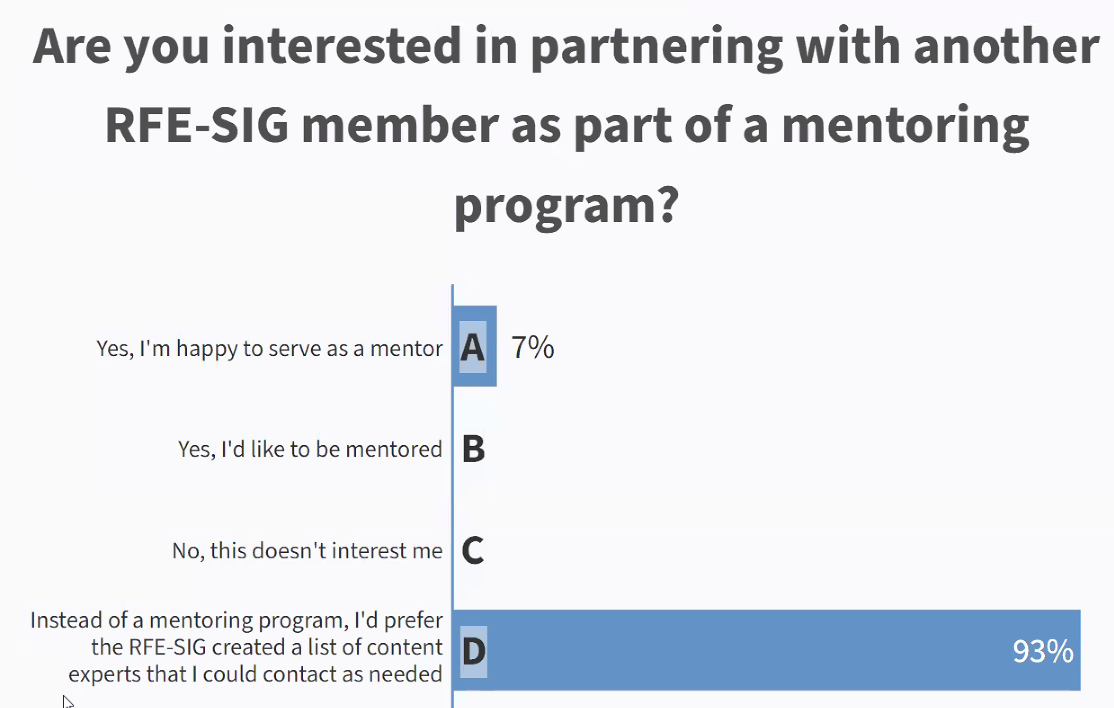 Are you interested in partnering with another
RFE-SIG member as part of a mentoring
program?
Yes, I'm happy to serve as a mentor
A
7%
Yes, I'd like to be mentored
B
No, this doesn't interest me
C
Instead of a mentoring program, I'd prefer
the RFE-SIG created a list of content
experts that I could contact as needed
D
93%